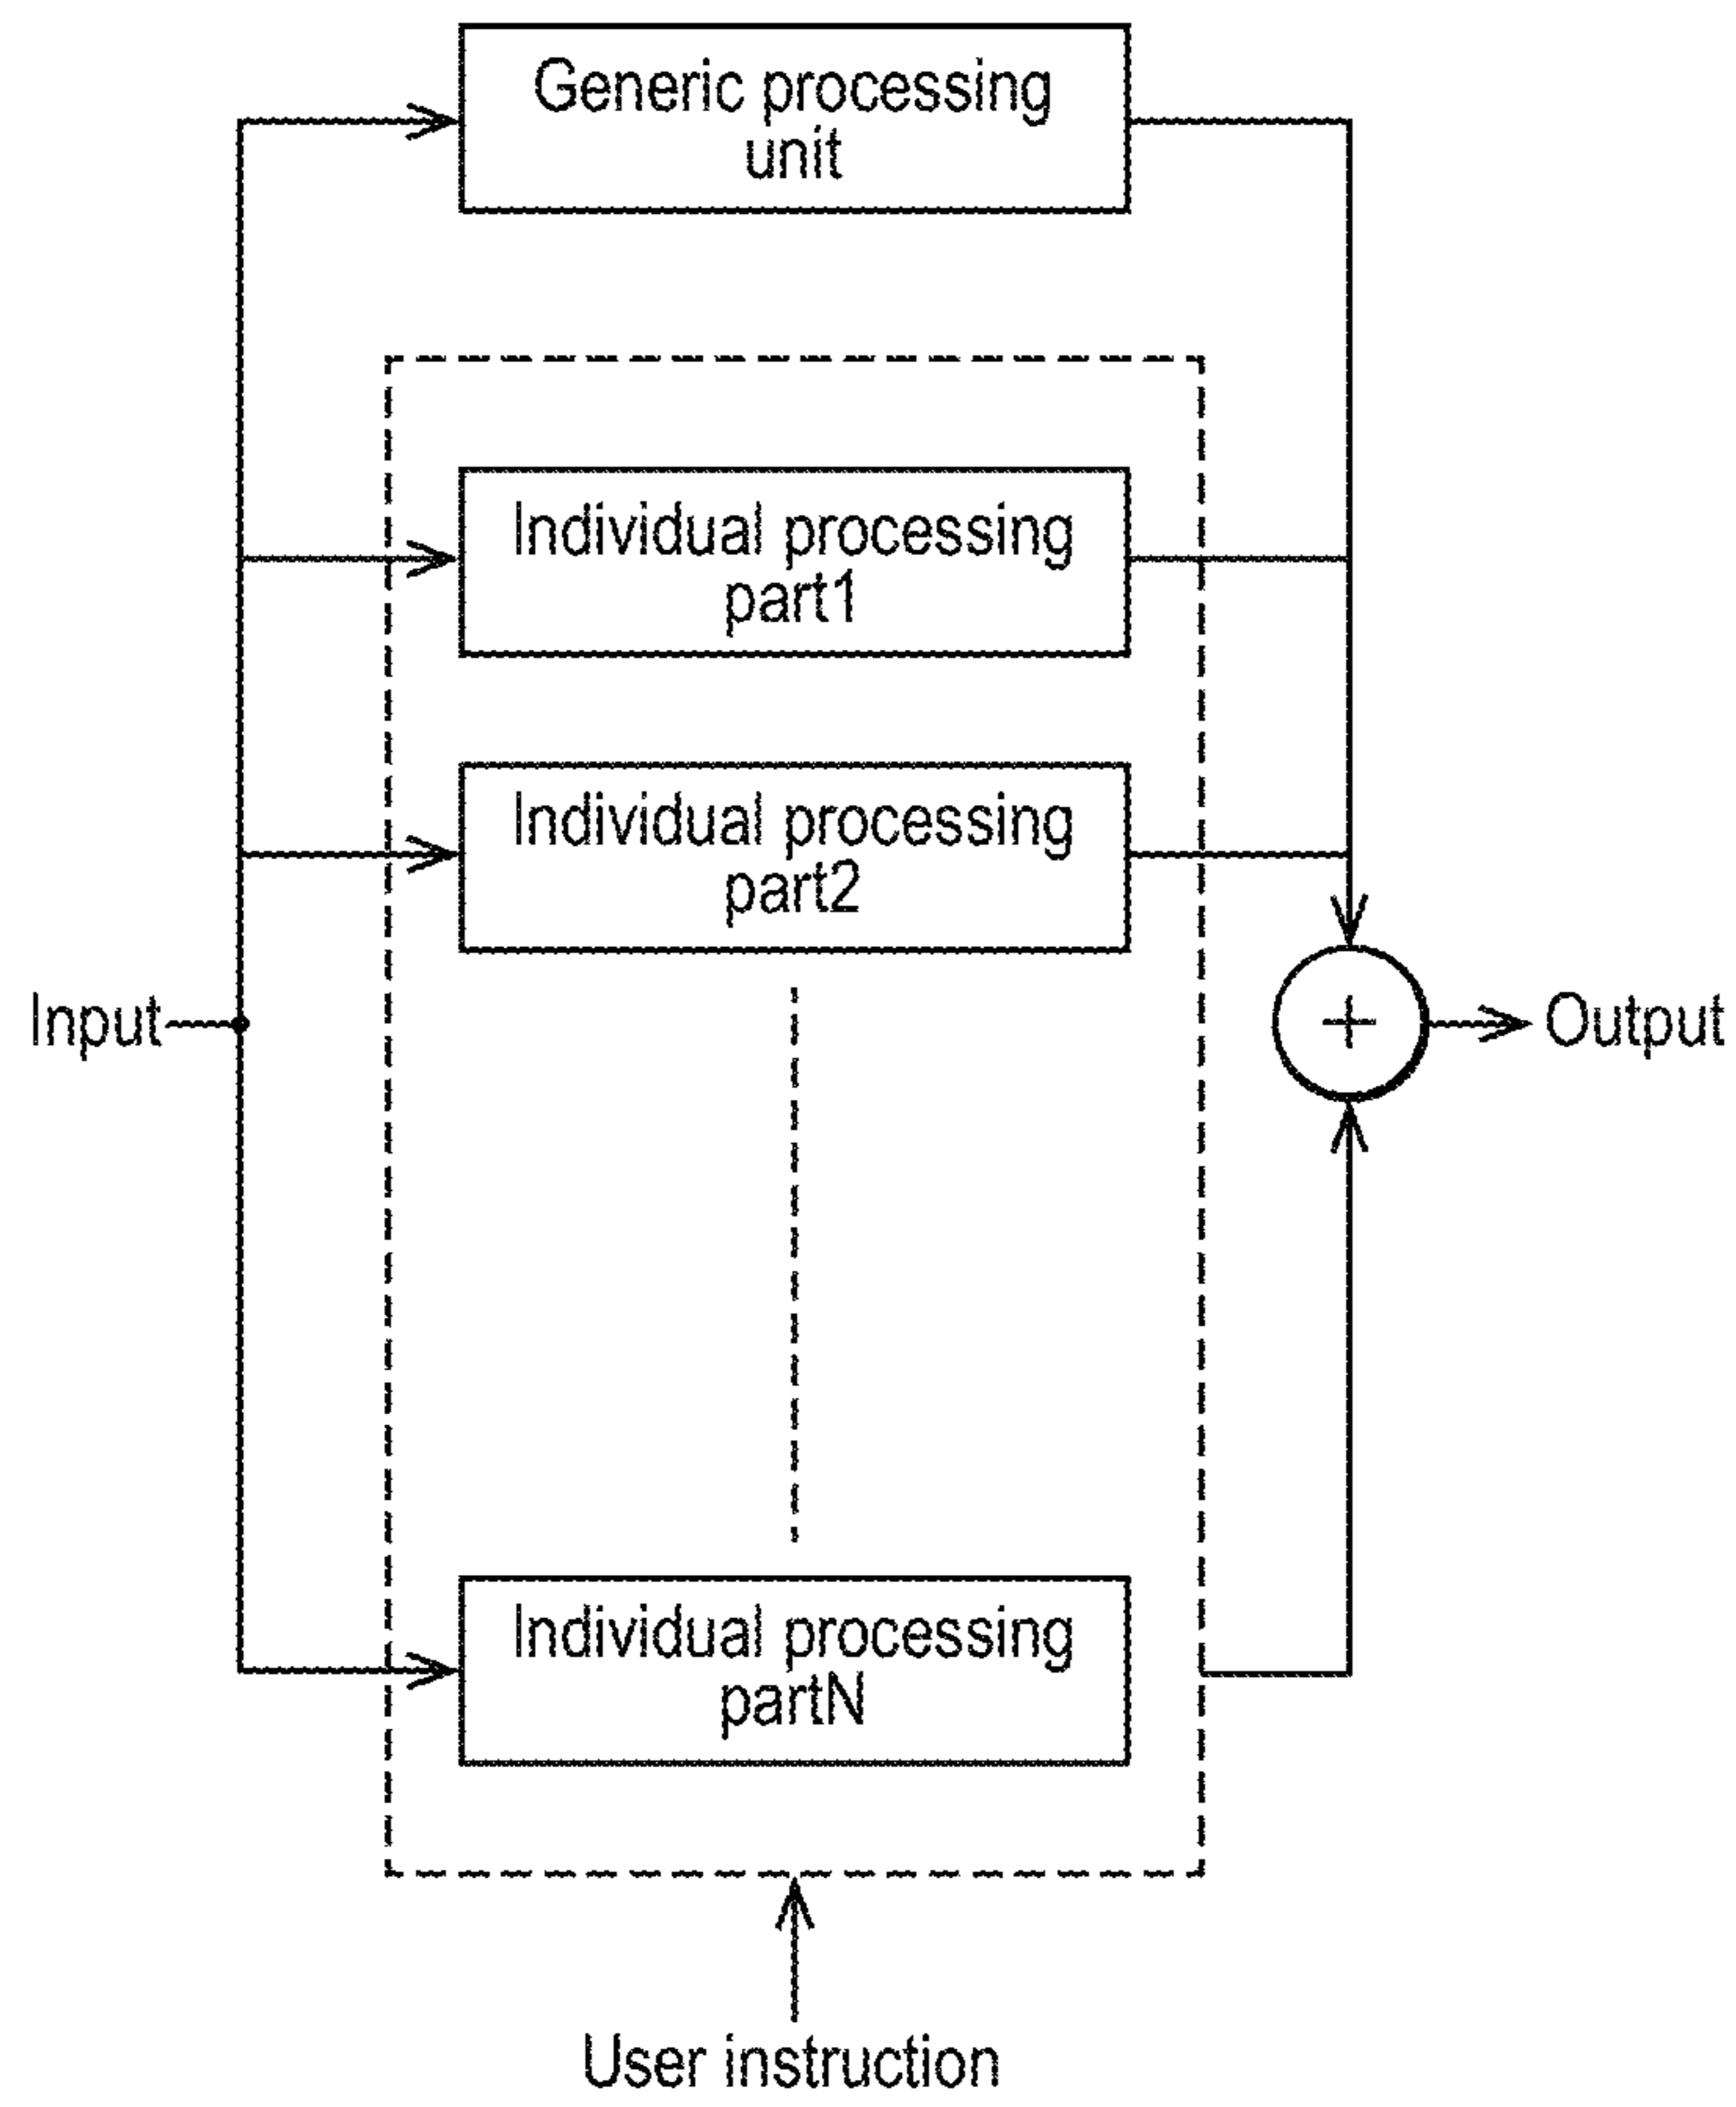 Generic processing
unit
Individual processing
part1
Individual processing
part2
Input
+
Output
Individual processing
partN
User instruction